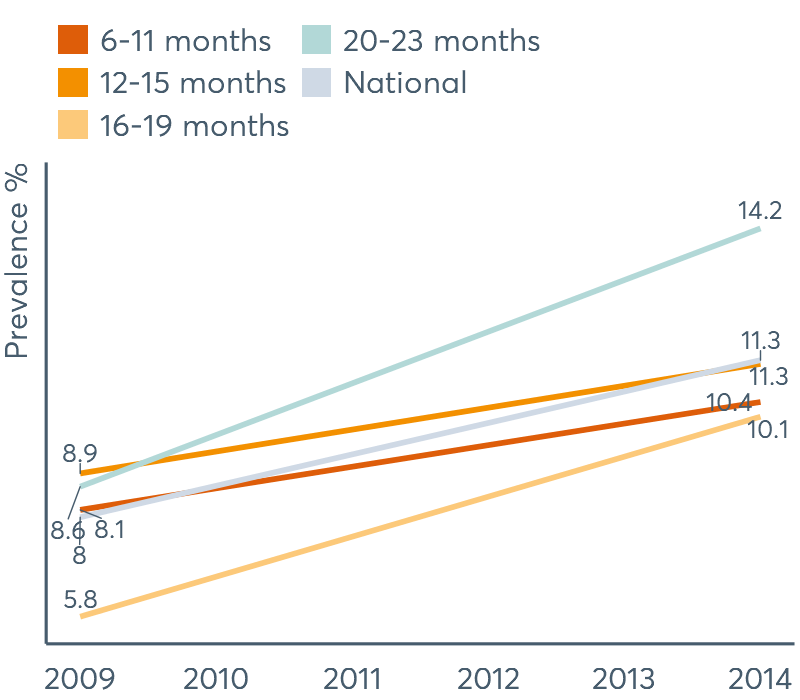 6-11 months
20-23 months
12-15 months
National
16-19 months
Prevalence %
14.2
11.3
11.3
10.4
10.1
8.9
8.6
8.1
8
5.8
2009 2010 2011 2012 2013 2014